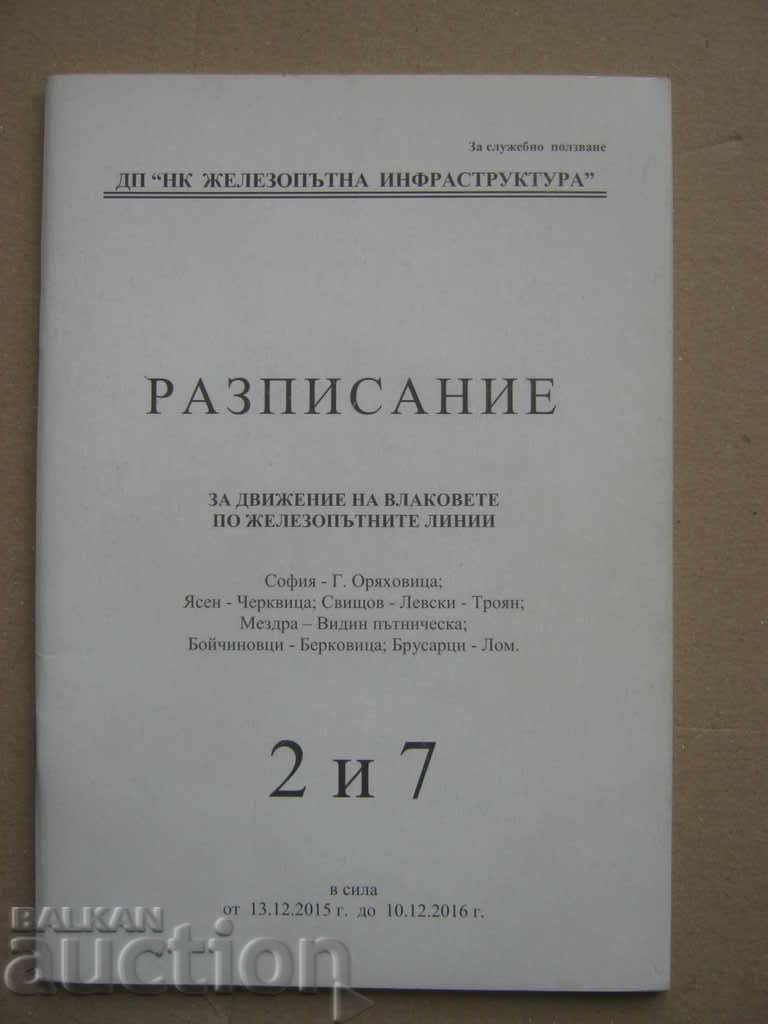 За служебно ползване
ДП “НК ЖЕЛЕЗОПЪТНА ИНФРАСТРУКТУРА”
РАЗПИСАНИЕ
ЗА ДВИЖЕНИЕ НА ВЛАКОВЕТЕ
ПО ЖЕЛЕЗОПЪТНИТЕ ЛИНИИ
София - Г. Оряховица;
Ясен - Черквица; Свищов - Левски - Троян;
Мездра – Видин пътническа;
Бойчиновци - Берковица; Брусарци - Лом.
2 и 7
в сила
от 13.12.2015 г. до 10.12.2016 г.
BALKAN
auction